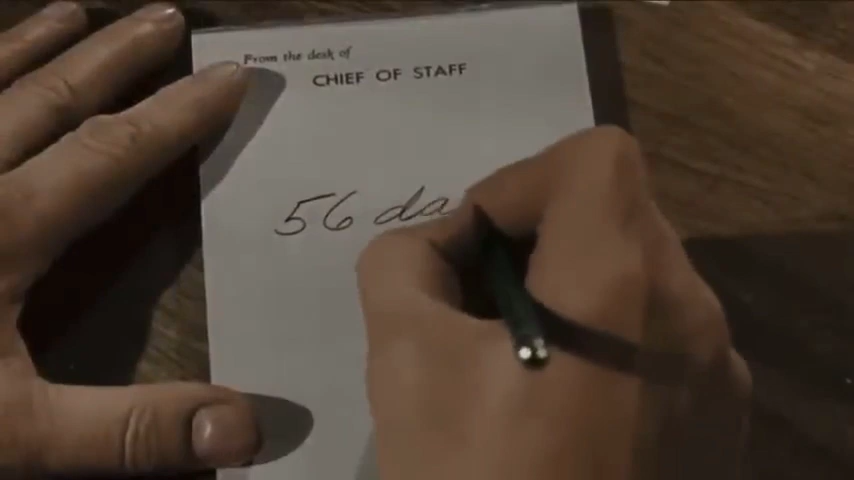 From the desk of
CHIEF OF STAFF
56 da